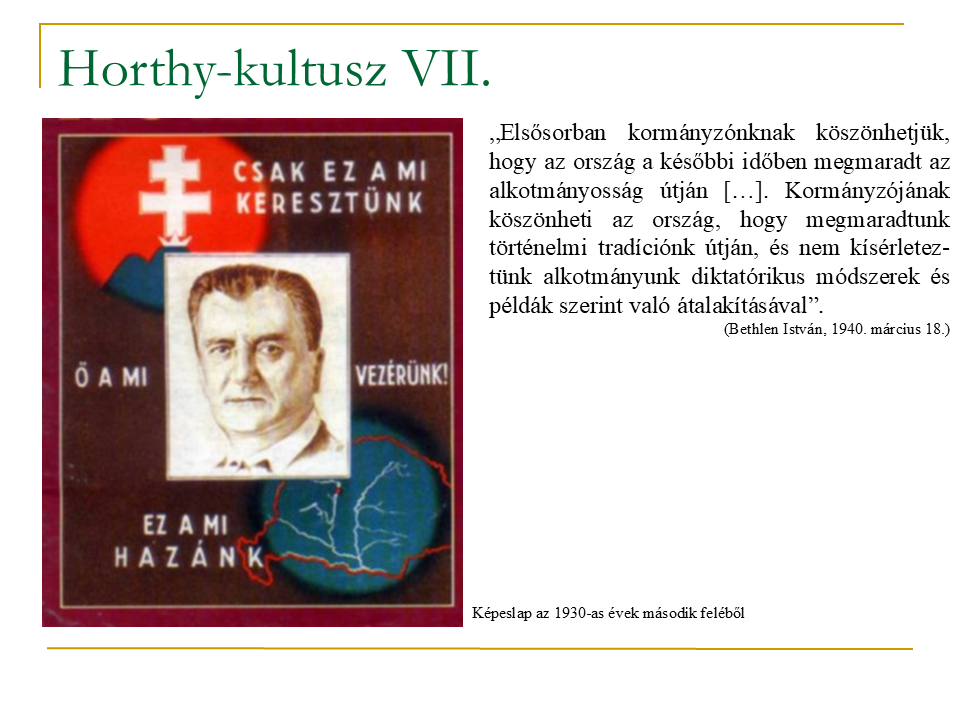 Horthy-kultusz VII.
CSAK EZ A MI
KERESZTÜNK
Ő A MI VEZÉRÜNK!
EZ A MI
HAZÁNK
„Elsősorban kormányzónknak köszönhetjük,
hogy az ország a későbbi időben megmaradt az
alkotmányosság útján […]. Kormányzójának
köszönheti az ország, hogy megmaradtunk
történelmi tradíciónk útján, és nem kísérletez-
tünk alkotmányunk diktatórikus módszerek és
példák szerint való átalakításával”.
(Bethlen István, 1940. március 18.)
Képeslap az 1930-as évek második feléből